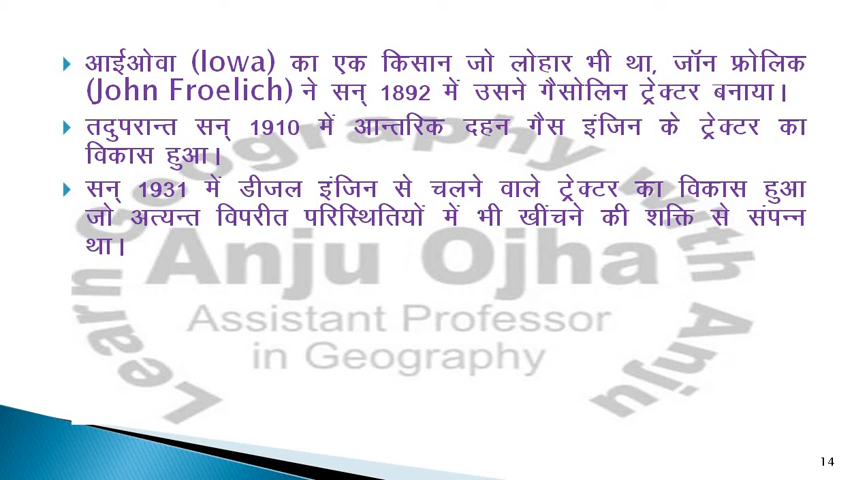 आईओवा (Iowa) का एक किसान जो लोहार भी था, जॉन फ्रोलिक
(John Froelich) ने सन् 1892 में उसने गैसोलिन ट्रेक्टर बनाया।
तदुपरान्त सन् 1910 में आन्तरिक दहन गैस इंजिन के ट्रेक्टर का
विकास हुआ।
सन् 1931 में डीजल इंजिन से चलने वाले ट्रेक्टर का विकास हुआ
जो अत्यन्त विपरीत परिस्थितियों में भी खींचने की शक्ति से संपन्न
था।
Learn Geography with Anju
Anju Ojha
Assistant Professor
in Geography
14